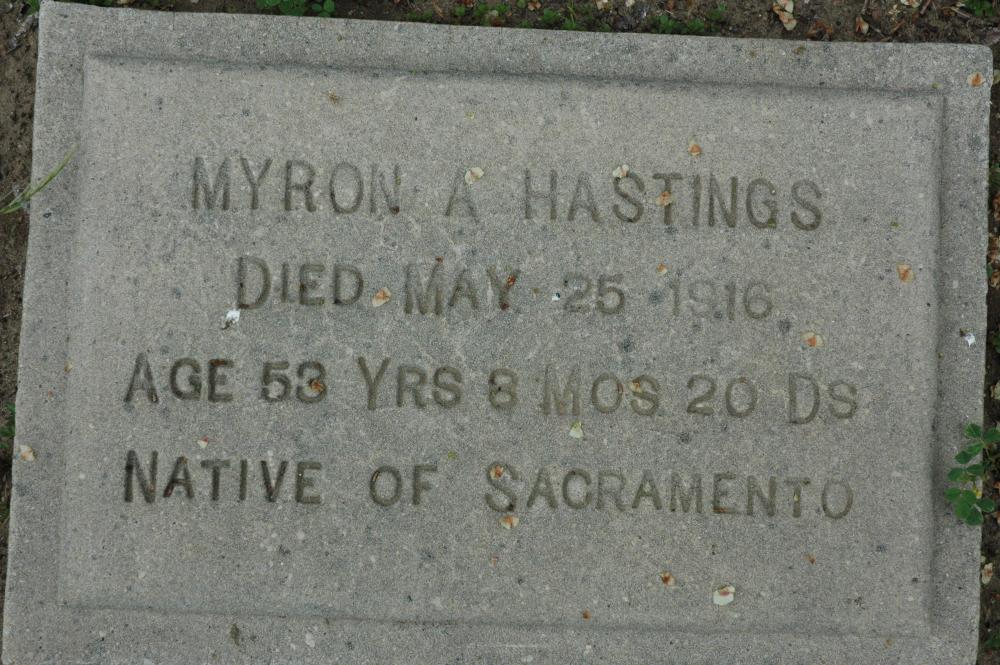 MYRON A HASTINGS
DIED MAY 25 1916
AGE 53 YRS 8 MOS 20 DS
NATIVE OF SACRAMENTO